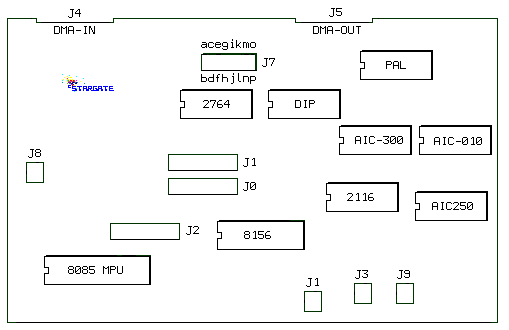 J4
J5
DMA-IN
DMA-OUT
acegikmo
J7
PAL
bdfhjlnp
STARGATE
2764
DIP
AIC-300
AIC-010
J8
J1
J0
2116
AIC250
J2
8156
8085 MPU
J1
J3
J9